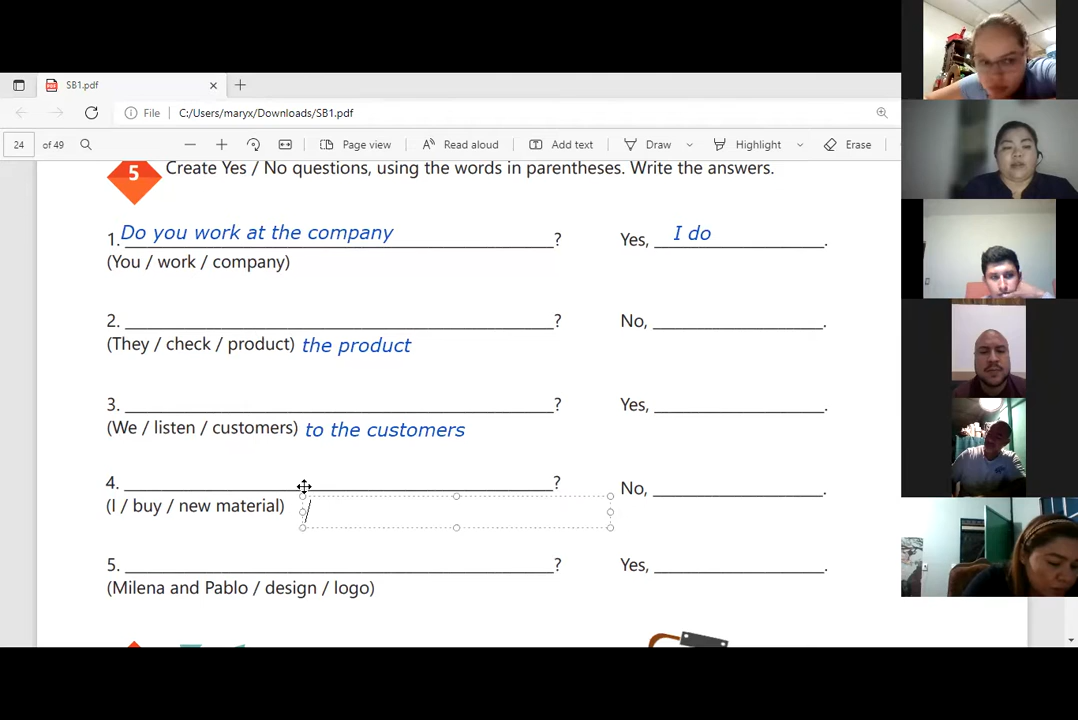 SB1.pdf
File C:/Users/maryx/Downloads/SB1.pdf
24 of 49 Page view Read aloud Add text Draw Highlight Erase
5 Create Yes / No questions, using the words in parentheses. Write the answers.
1. Do you work at the company ? Yes, I do .
(You / work / company)
2. ? No, .
(They / check / product) the product
3. ? Yes, .
(We / listen / customers) to the customers
4. ? No, .
(I / buy / new material)
5. ? Yes, .
(Milena and Pablo / design / logo)